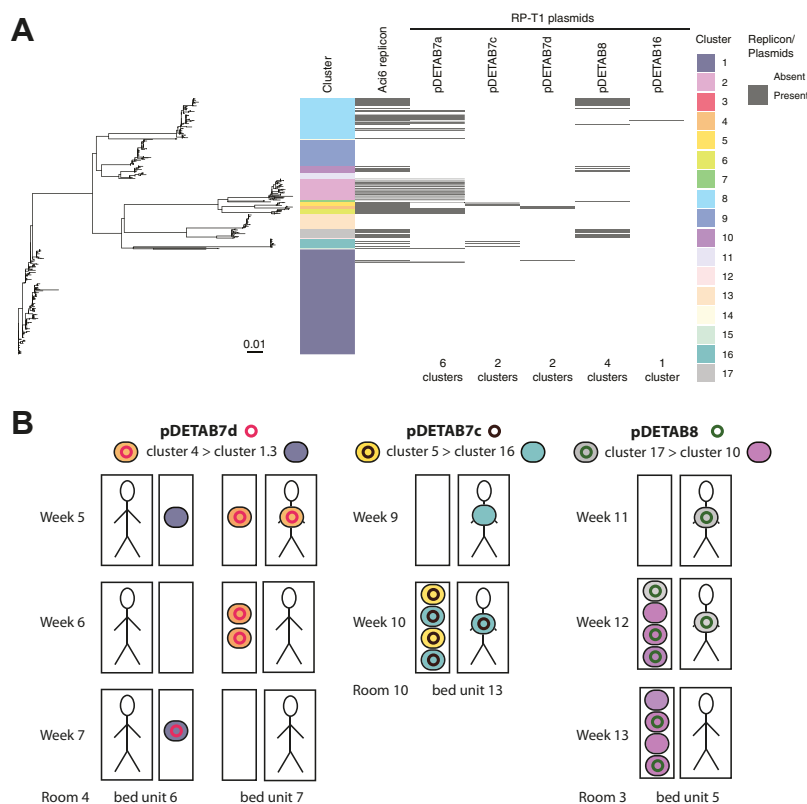 A
RP-T1 plasmids
Cluster
Aci6 replicon
pDETAB7a
pDETAB7c
pDETAB7d
pDETAB8
pDETAB16
Cluster
1
2
3
4
5
6
7
8
9
10
11
12
13
14
15
16
17
Replicon/
Plasmids
Absent
Present
0.01
6
clusters
2
clusters
2
clusters
4
clusters
1
cluster
B
pDETAB7d
cluster 4 > cluster 1.3
Week 5
Week 6
Week 7
Room 4 bed unit 6 bed unit 7
pDETAB7c
cluster 5 > cluster 16
Week 9
Week 10
Room 10 bed unit 13
pDETAB8
cluster 17 > cluster 10
Week 11
Week 12
Week 13
Room 3 bed unit 5